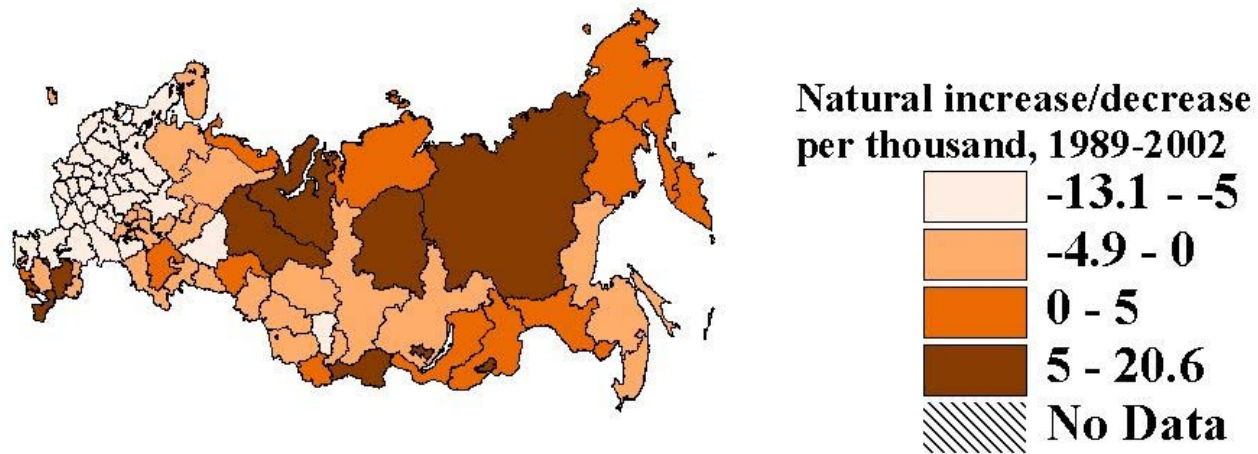 Natural increase/decrease
per thousand, 1989-2002
-13.1 - -5
-4.9 - 0
0 - 5
5 - 20.6
No Data